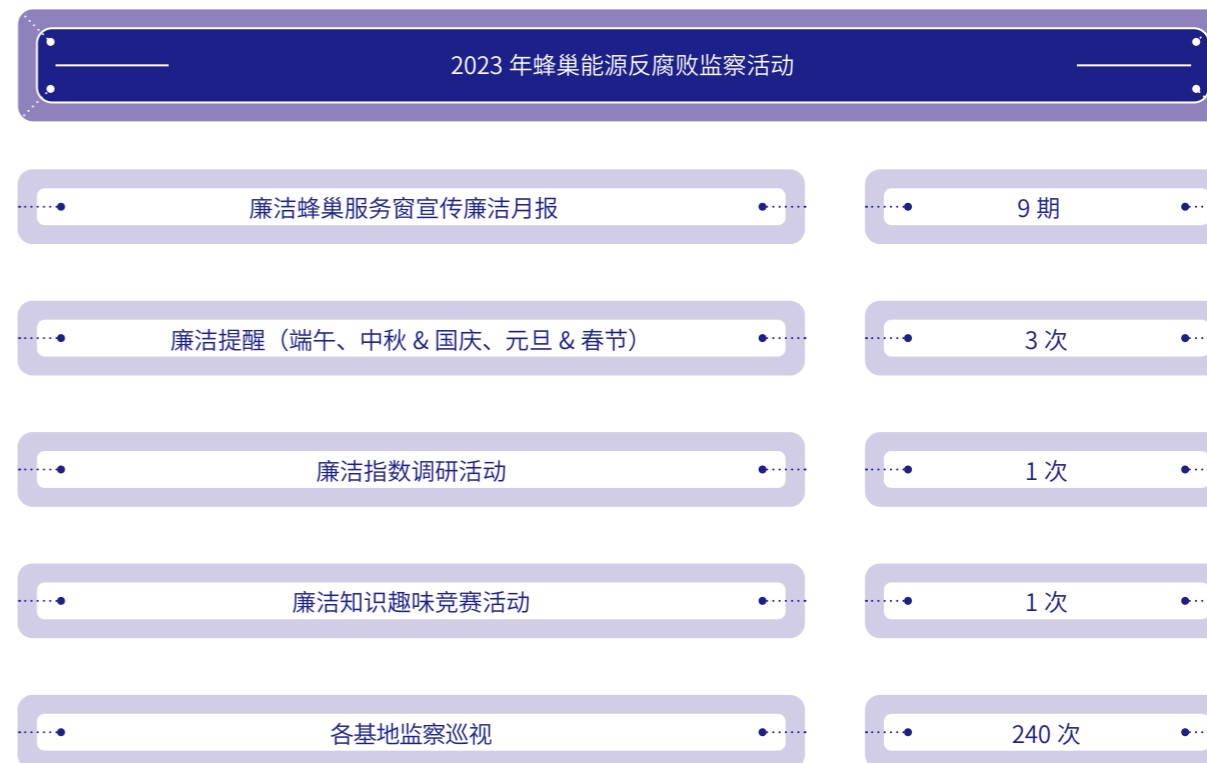 2023 年蜂巢能源反腐败监察活动
廉洁蜂巢服务窗宣传廉洁月报 9 期
廉洁提醒（端午、中秋 & 国庆、元旦 & 春节） 3 次
廉洁指数调研活动 1 次
廉洁知识趣味竞赛活动 1 次
各基地监察巡视 240 次